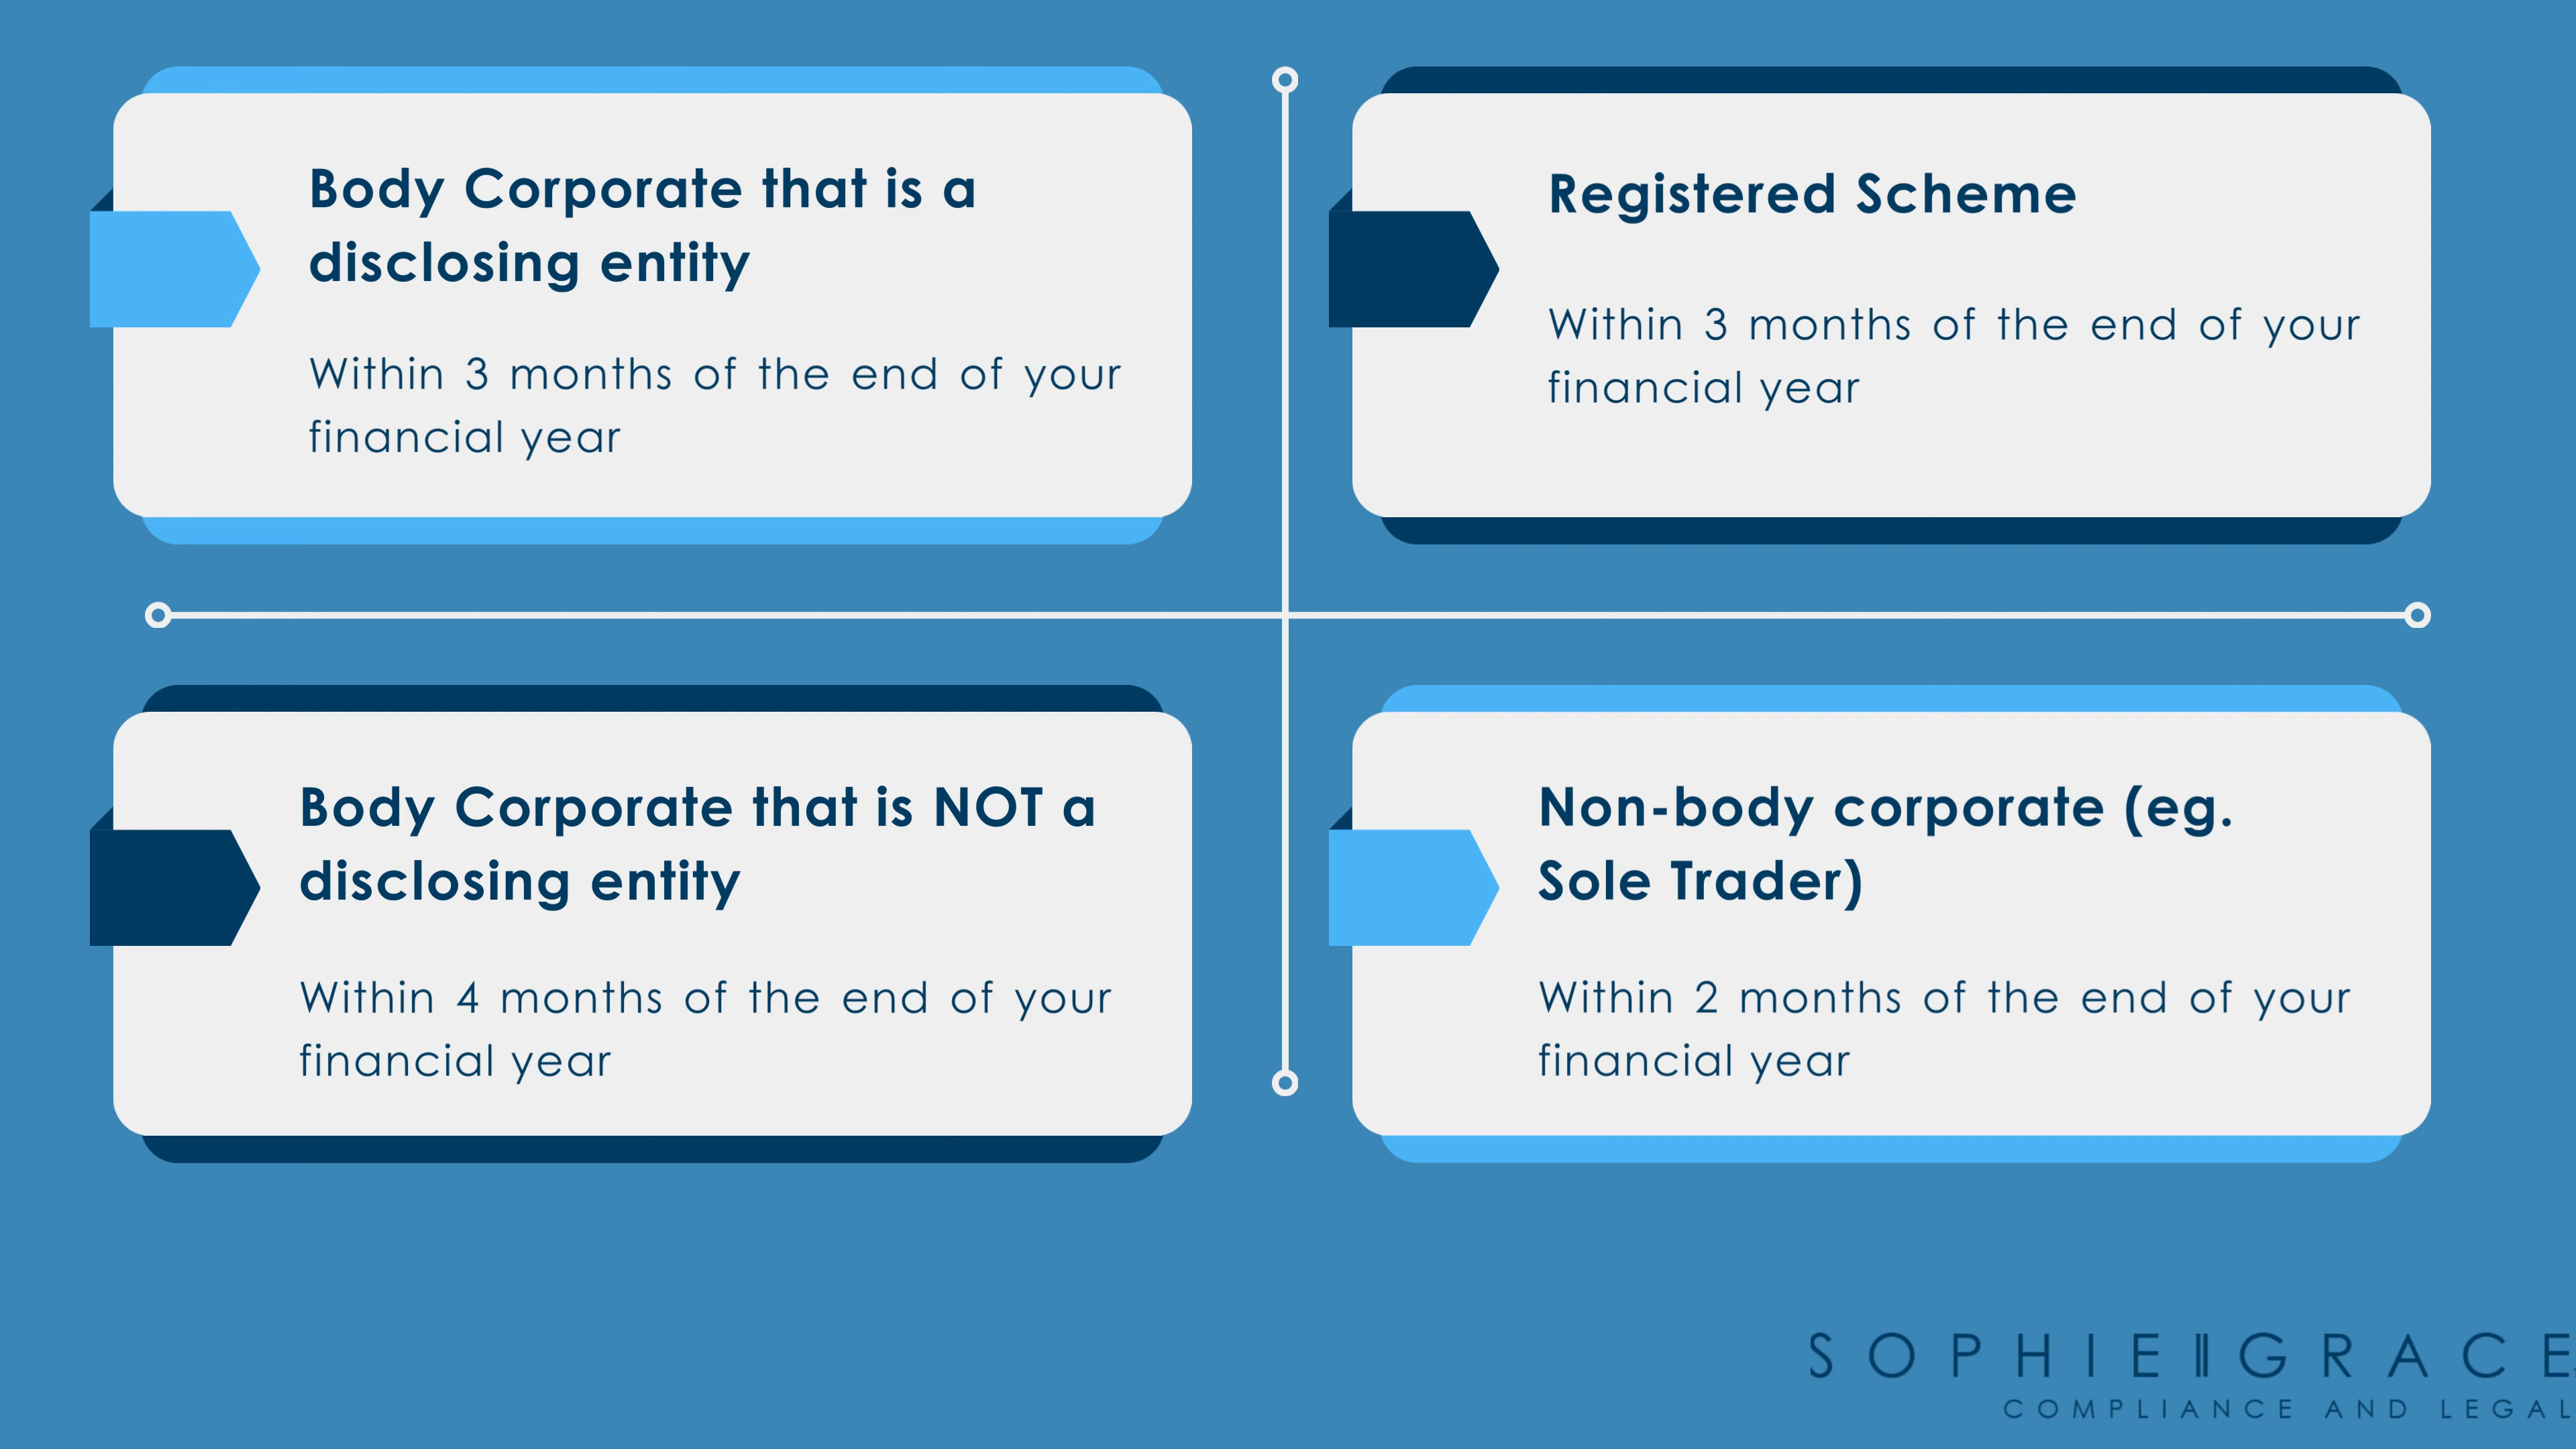 Body Corporate that is a
disclosing entity
Within 3 months of the end of your
financial year
Registered Scheme
Within 3 months of the end of your
financial year
Body Corporate that is NOT a
disclosing entity
Within 4 months of the end of your
financial year
Non-body corporate (eg.
Sole Trader)
Within 2 months of the end of your
financial year
SOPHIE GRACE
COMPLIANCE AND LEGAL